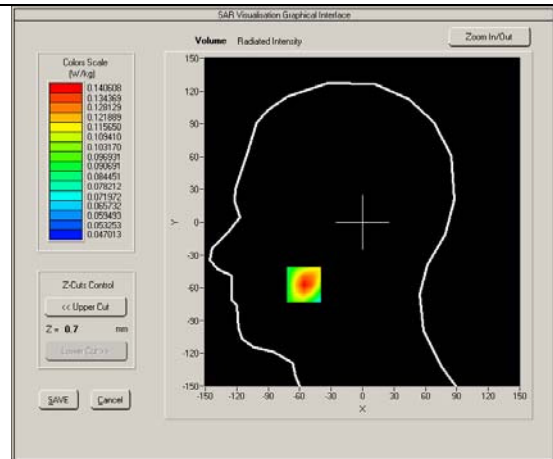 SAR Visualisation Graphical Interface
Volume Radiated Intensity
Zoom In/Out
Colors Scale
(W/kg)
0.140608
0.134369
0.128129
0.121889
0.115650
0.109410
0.103170
0.096931
0.090691
0.084451
0.078212
0.071972
0.065732
0.059493
0.053253
0.047013
Z-Cuts Control
<< Upper Cut
Z = 0.7 mm
Lower Cut >>
SAVE Cancel
150
120
90
60
30
0
-30
-60
-90
-120
-150
Y
-150 -120 -90 -60 -30 0 30 60 90 120 150
X